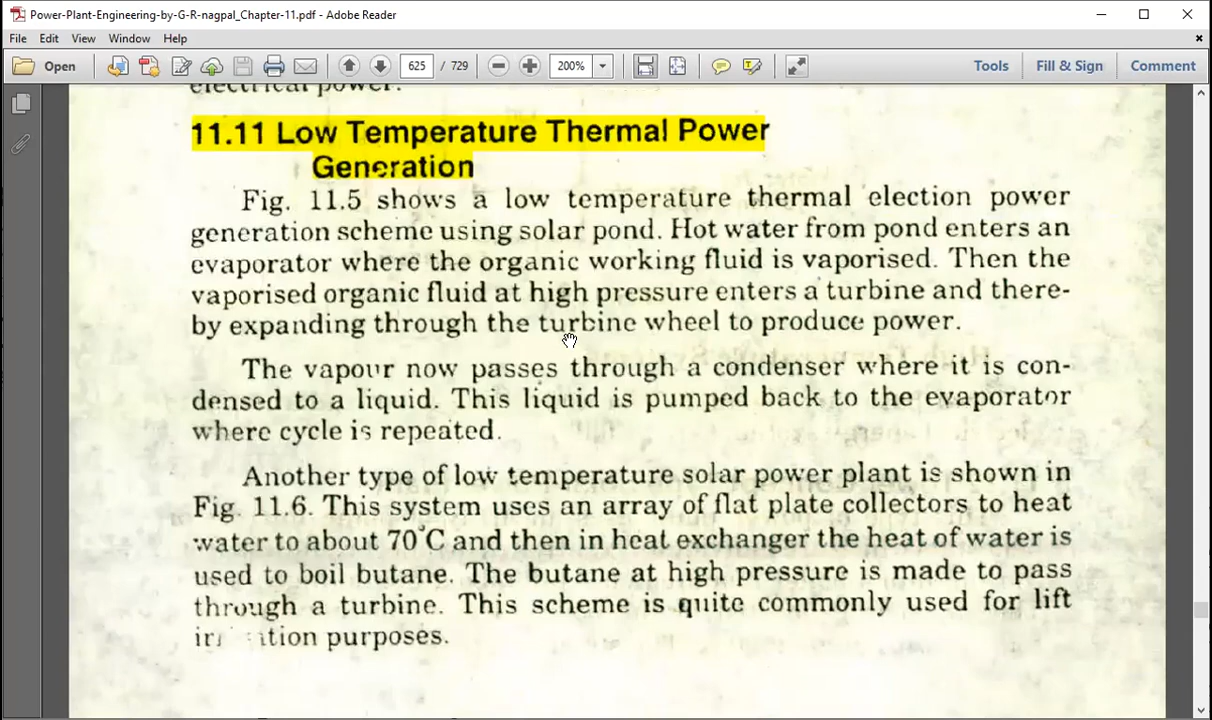 Power-Plant-Engineering-by-G-R-nagpal_Chapter-11.pdf - Adobe Reader
File Edit View Window Help
Open 625 / 729 200% Tools Fill & Sign Comment
electrical power.
11.11 Low Temperature Thermal Power
Generation
Fig. 11.5 shows a low temperature thermal election power
generation scheme using solar pond. Hot water from pond enters an
evaporator where the organic working fluid is vaporised. Then the
vaporised organic fluid at high pressure enters a turbine and there-
by expanding through the turbine wheel to produce power.
The vapour now passes through a condenser where it is con-
densed to a liquid. This liquid is pumped back to the evaporator
where cycle is repeated.
Another type of low temperature solar power plant is shown in
Fig. 11.6. This system uses an array of flat plate collectors to heat
water to about 70°C and then in heat exchanger the heat of water is
used to boil butane. The butane at high pressure is made to pass
through a turbine. This scheme is quite commonly used for lift
purposes.